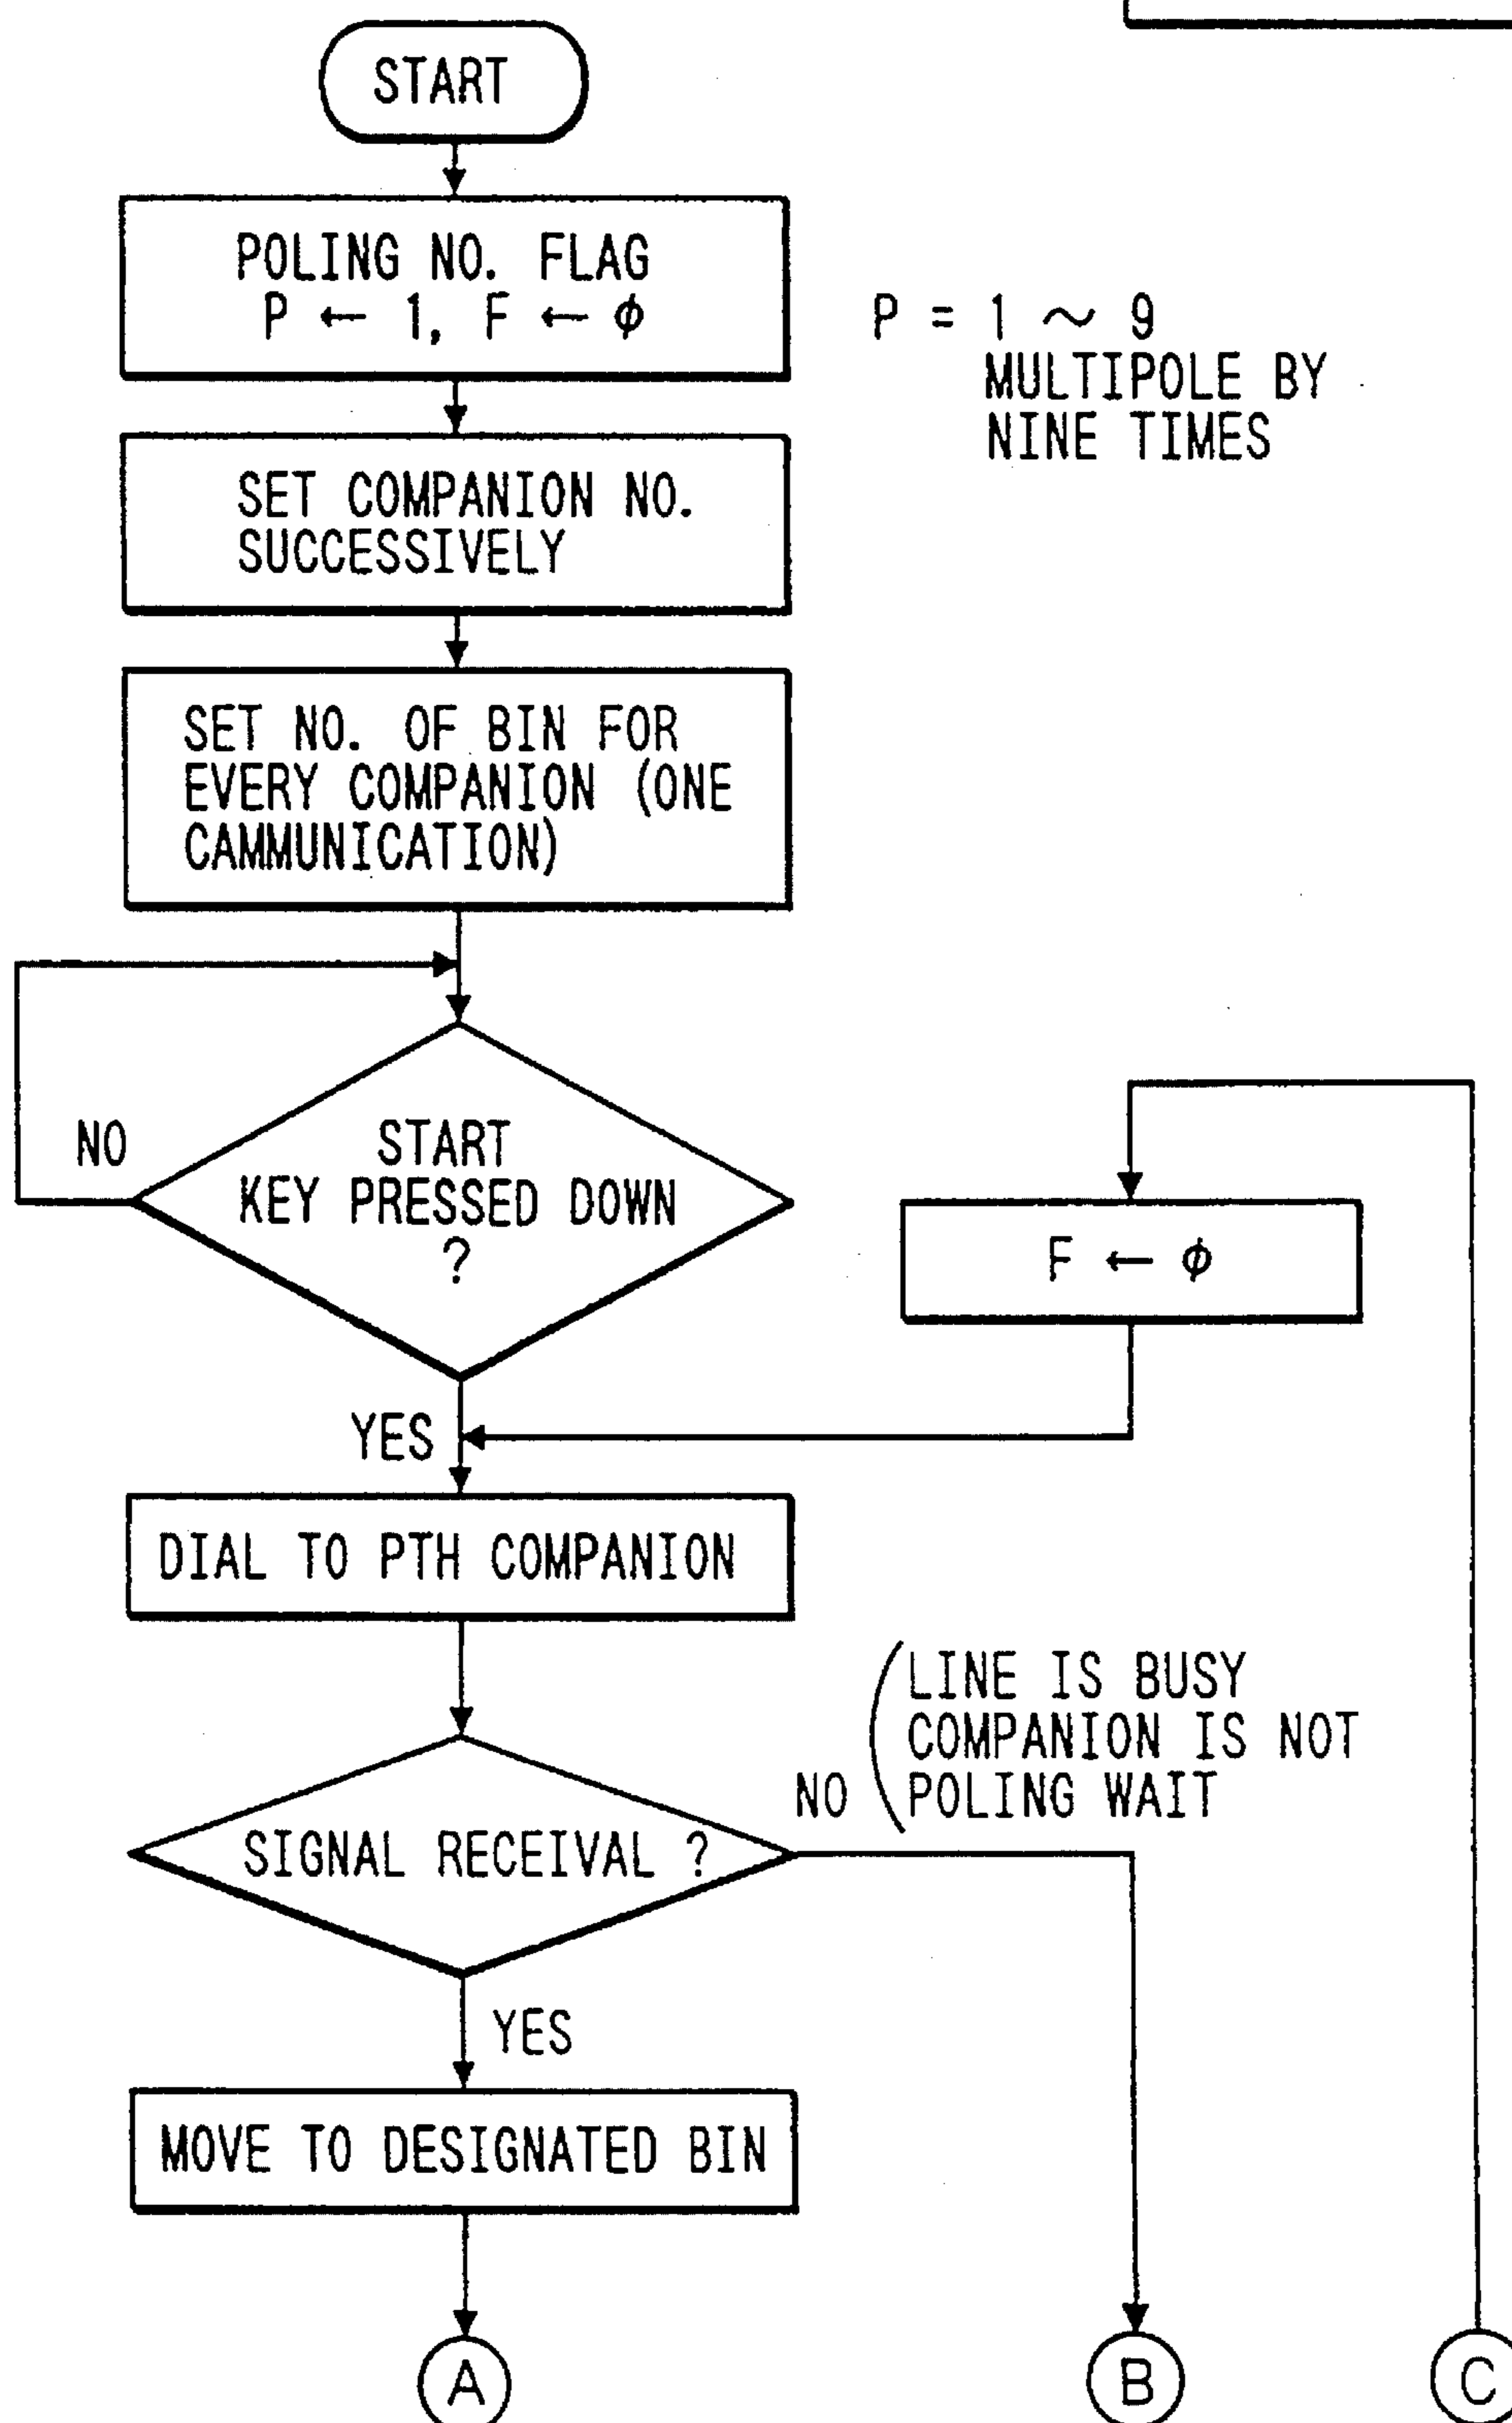 START
POLING NO. FLAG
P ← 1, F ← ϕ
P = 1 ~ 9
MULTIPOLE BY
NINE TIMES
SET COMPANION NO.
SUCCESSIVELY
SET NO. OF BIN FOR
EVERY COMPANION (ONE
CAMMUNICATION)
NO
START
KEY PRESSED DOWN
?
F ← ϕ
YES
DIAL TO PTH COMPANION
LINE IS BUSY
COMPANION IS NOT
NO (POLING WAIT
SIGNAL RECEIVAL ?
YES
MOVE TO DESIGNATED BIN
A
B
C